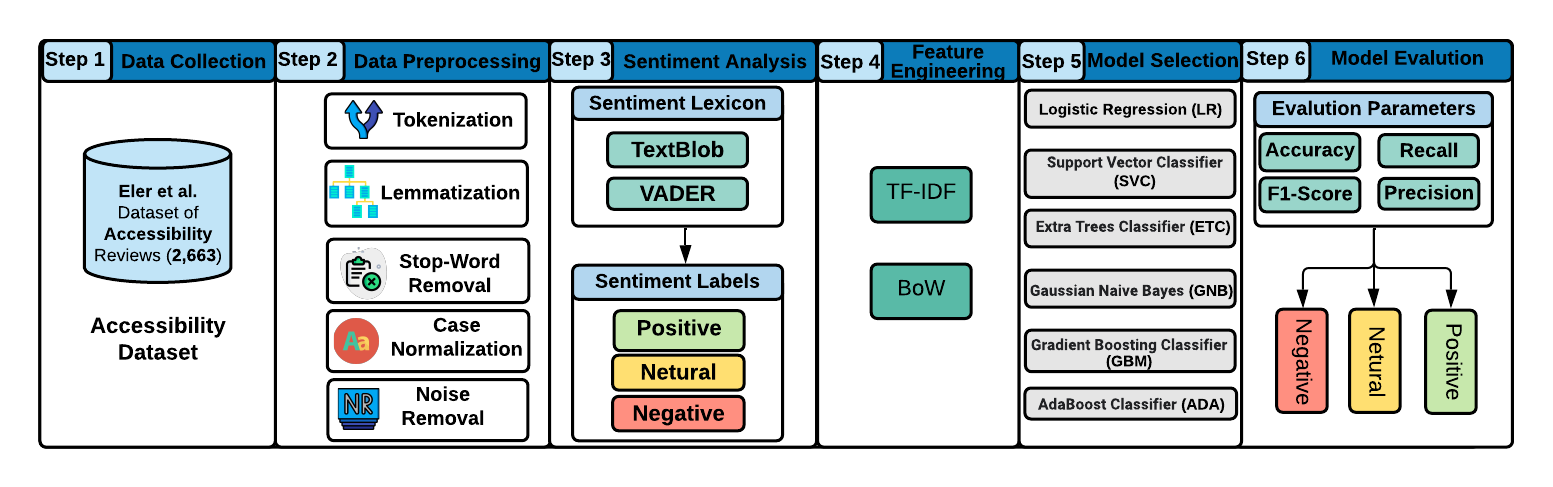 Step 1
Data Collection
Eler et al.
Dataset of
Accessibility
Reviews (2,663)
Accessibility
Dataset
Step 2
Data Preprocessing
Tokenization
Lemmatization
Stop-Word
Removal
Aa
Case
Normalization
NR
Noise
Removal
Step 3
Sentiment Analysis
Sentiment Lexicon
TextBlob
VADER
Sentiment Labels
Positive
Netural
Negative
Step 4
Feature
Engineering
TF-IDF
BoW
Step 5
Model Selection
Logistic Regression (LR)
Support Vector Classifier
(SVC)
Extra Trees Classifier (ETC)
Gaussian Naive Bayes (GNB)
Gradient Boosting Classifier
(GBM)
AdaBoost Classifier (ADA)
Step 6
Model Evalution
Evalution Parameters
Accuracy
Recall
F1-Score
Precision
Negative
Netural
Positive